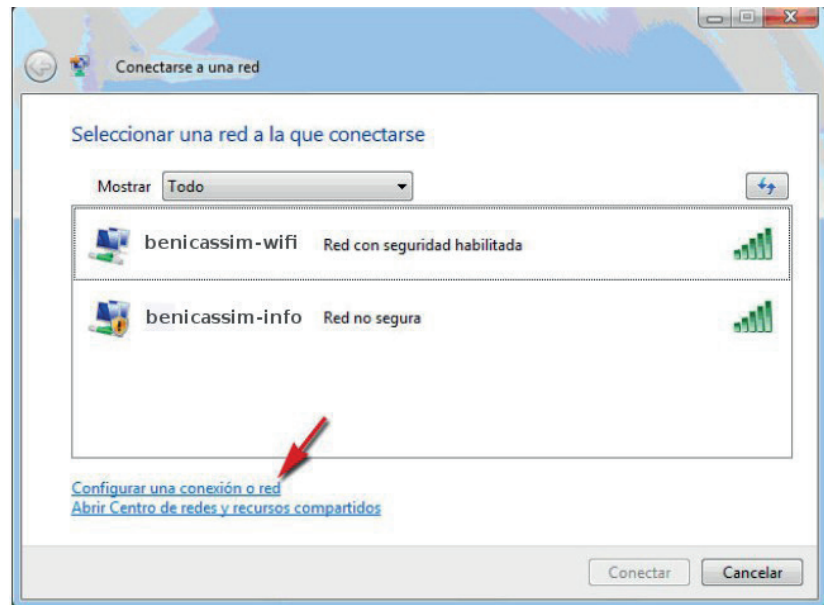 Conectarse a una red
Seleccionar una red a la que conectarse
Mostrar Todo
benicassim-wifi Red con seguridad habilitada
benicassim-info Red no segura
Configurar una conexión o red
Abrir Centro de redes y recursos compartidos
Conectar Cancelar